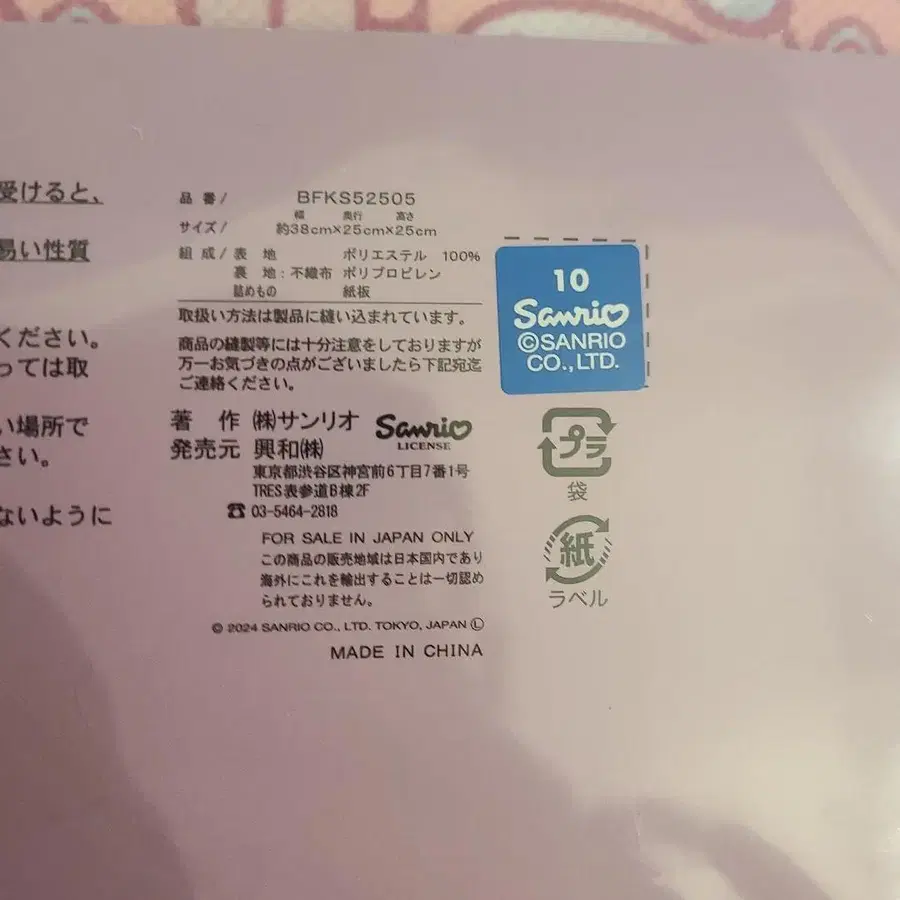 受けると、
易い性質
ください。
っては取
い場所で
さい。
ないように
品番/ BFKS52505
幅 奥行 高さ
サイズ/ 約38cm×25cm×25cm
組成/表地 ポリエステル 100%
裏地:不織布 ポリプロピレン
詰めもの 紙板
取扱い方法は製品に縫い込まれています。
商品の縫製等には十分注意をしておりますが
万一お気づきの点がございましたら下記宛迄
ご連絡ください。
著作 (株)サンリオ Sanrio
LICENSE
発売元 興和(株)
東京都渋谷区神宮前6丁目7番1号
TRES表参道B棟2F
☎ 03-5464-2818
FOR SALE IN JAPAN ONLY
この商品の販売地域は日本国内であり
海外にこれを輸出することは一切認め
られておりません。
© 2024 SANRIO CO., LTD. TOKYO, JAPAN Ⓛ
MADE IN CHINA
10
Sanrio
©SANRIO
CO.,LTD.
プラ
袋
紙
ラベル